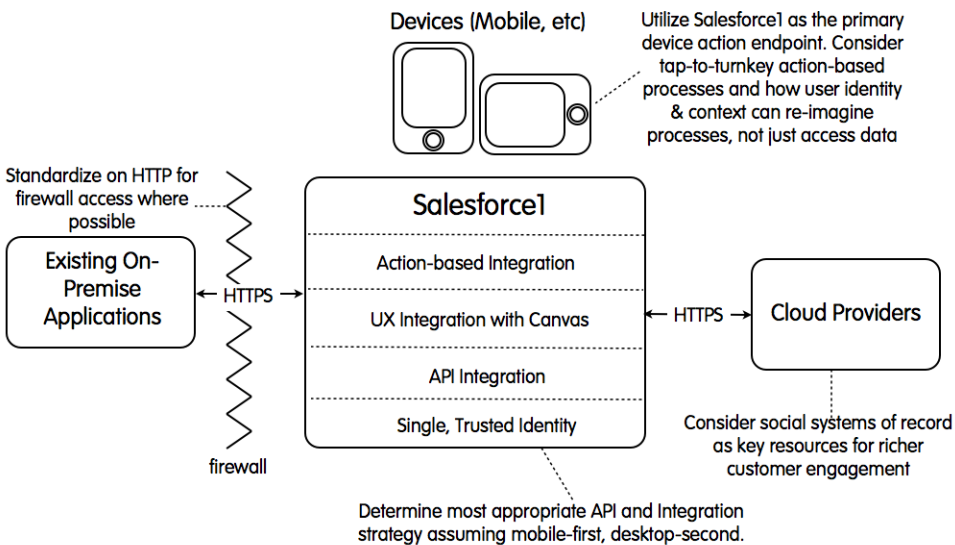 Devices (Mobile, etc)
Utilize Salesforce1 as the primary
device action endpoint. Consider
tap-to-turnkey action-based
processes and how user identity
& context can re-imagine
processes, not just access data
Standardize on HTTP for
firewall access where
possible
Existing On-
Premise
Applications
HTTPS
firewall
Salesforce1
Action-based Integration
UX Integration with Canvas
API Integration
Single, Trusted Identity
HTTPS
Cloud Providers
Consider social systems of record
as key resources for richer
customer engagement
Determine most appropriate API and Integration
strategy assuming mobile-first, desktop-second.